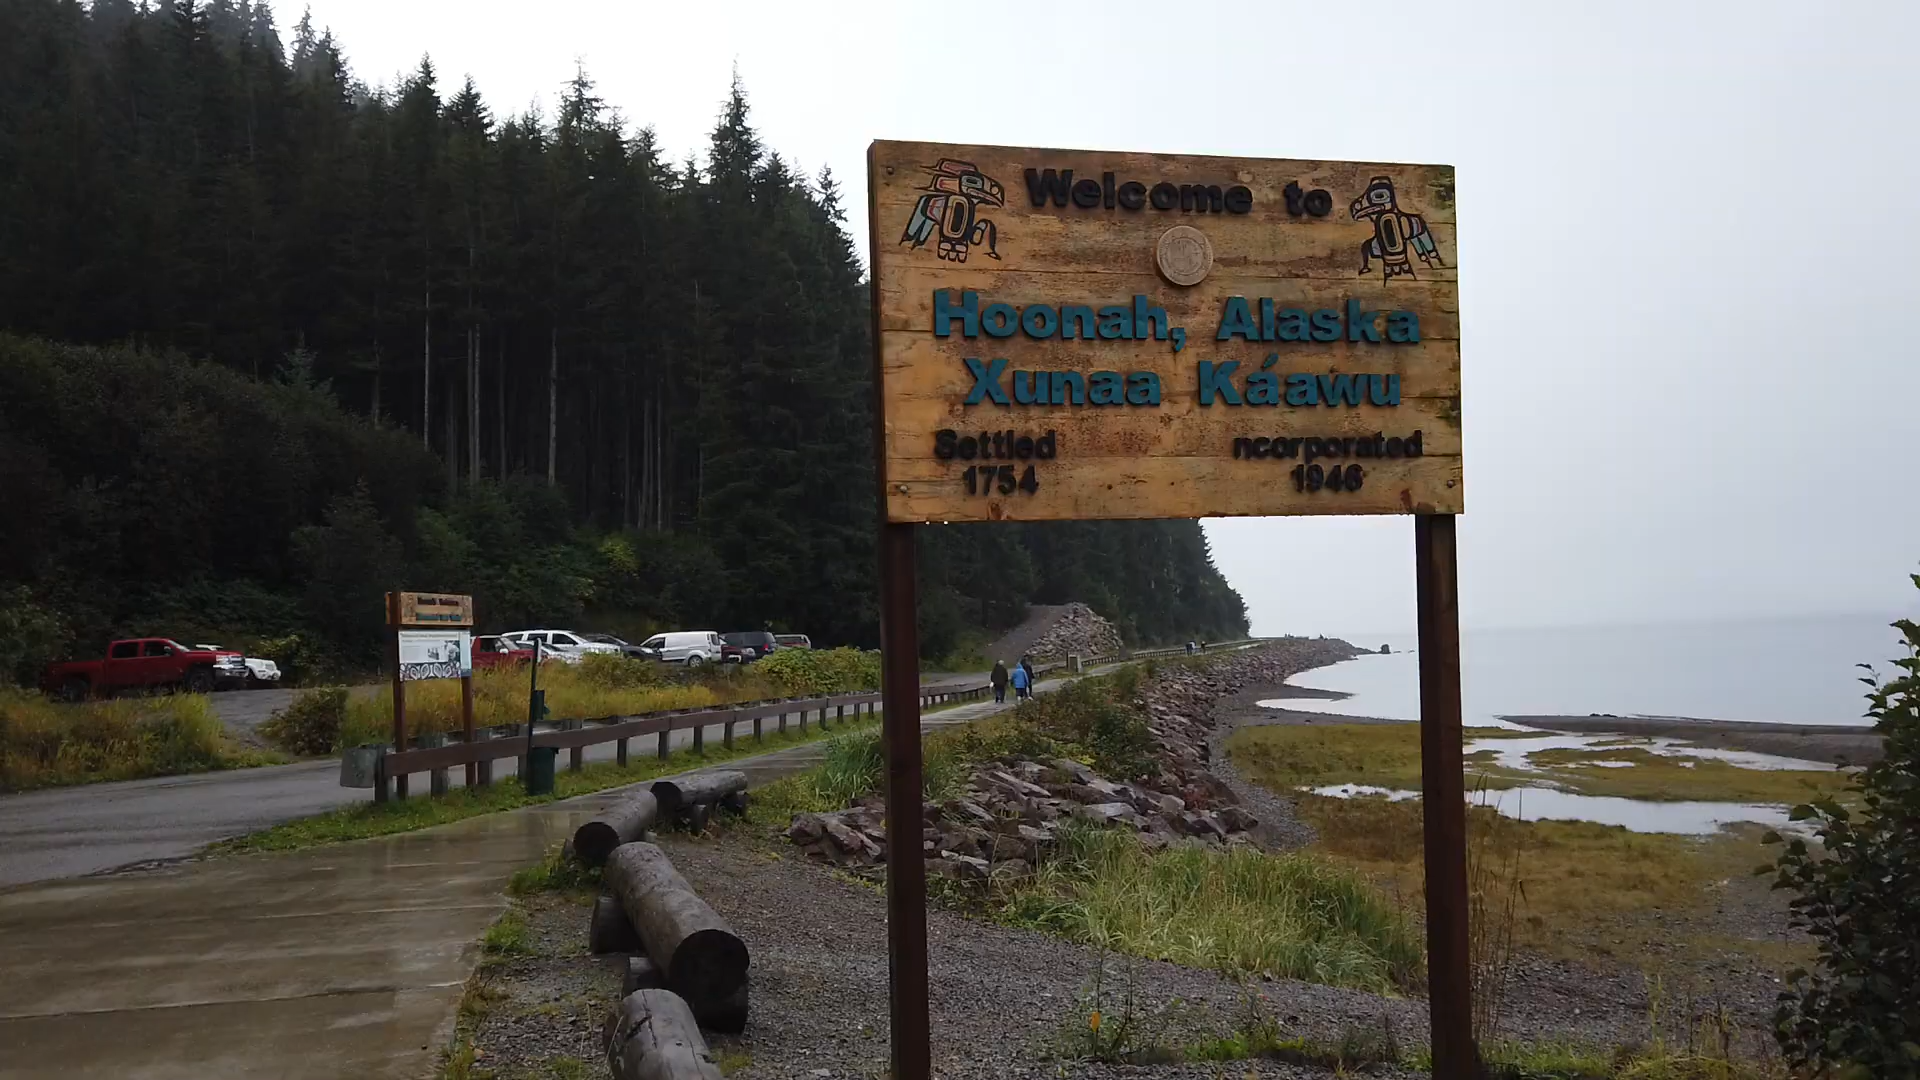 Welcome to
Hoonah, Alaska
Xunaa Káawu
Settled
1754
ncorporated
1946